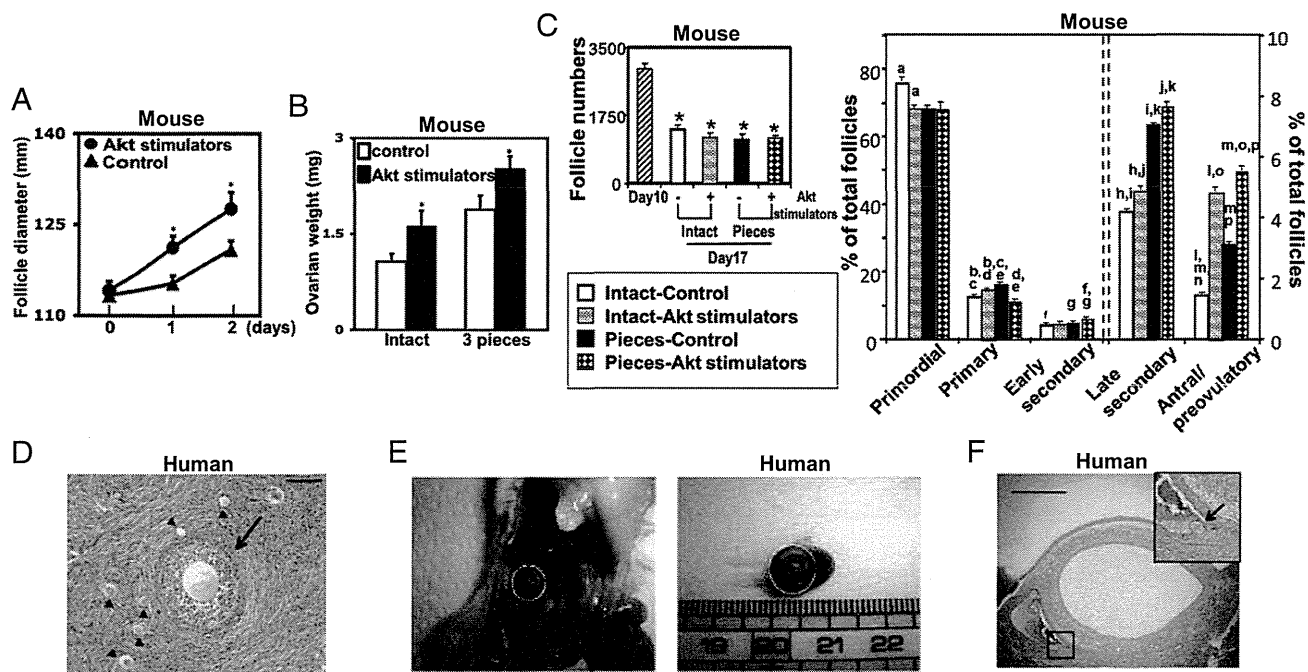 A
Mouse
140
125
110
Follicle diameter (mm)
Akt stimulators
Control
*
*
0
1
2
(days)
B
Mouse
3
1.5
0
Ovarian weight (mg)
control
Akt stimulators
*
*
Intact
3 pieces
C
Mouse
3500
1750
0
Follicle numbers
* * * *
Day10
- + - +
Akt
stimulators
Intact
Pieces
Day17
Intact-Control
Intact-Akt stimulators
Pieces-Control
Pieces-Akt stimulators
Mouse
80
60
40
20
0
% of total follicles
10
8
6
4
2
0
% of total
follicles
a
a
b,
c
b,
d
c,
e
d,
e
f
g
f,
g
h,i
h,j
i,k
j,k
l,
m,
n
l,o
m
p
m,o,p
Primordial
Primary
Early
secondary
Late
secondary
Antral/
preovulatory
D
Human
E
Human
19 20 21 22
F
Human